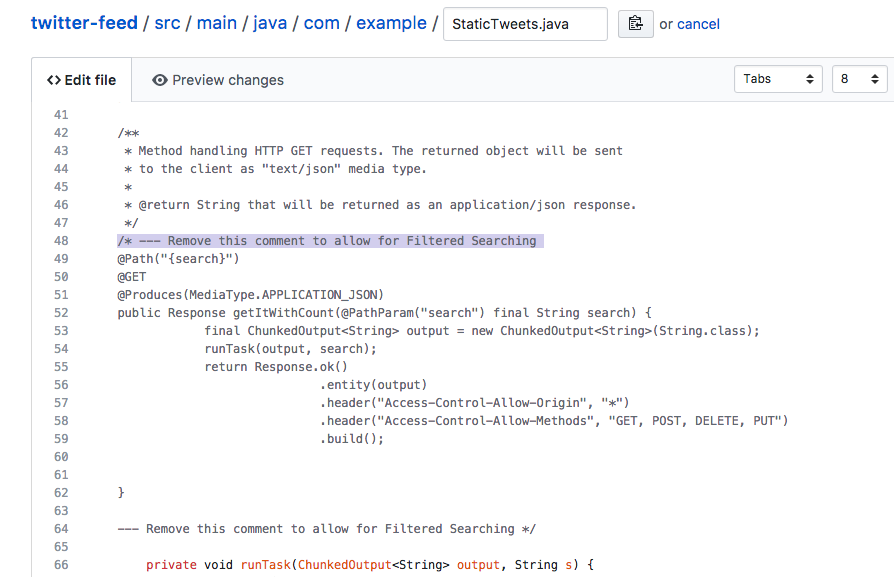 twitter-feed / src / main / java / com / example / StaticTweets.java or cancel
<> Edit file Preview changes Tabs 8
41
42 /**
43 * Method handling HTTP GET requests. The returned object will be sent
44 * to the client as "text/json" media type.
45 *
46 * @return String that will be returned as an application/json response.
47 */
48 /* --- Remove this comment to allow for Filtered Searching
49 @Path("{search}")
50 @GET
51 @Produces(MediaType.APPLICATION_JSON)
52 public Response getItWithCount(@PathParam("search") final String search) {
53 final ChunkedOutput<String> output = new ChunkedOutput<String>(String.class);
54 runTask(output, search);
55 return Response.ok()
56 .entity(output)
57 .header("Access-Control-Allow-Origin", "*")
58 .header("Access-Control-Allow-Methods", "GET, POST, DELETE, PUT")
59 .build();
60
61
62 }
63
64 --- Remove this comment to allow for Filtered Searching */
65
66 private void runTask(ChunkedOutput<String> output, String s) {